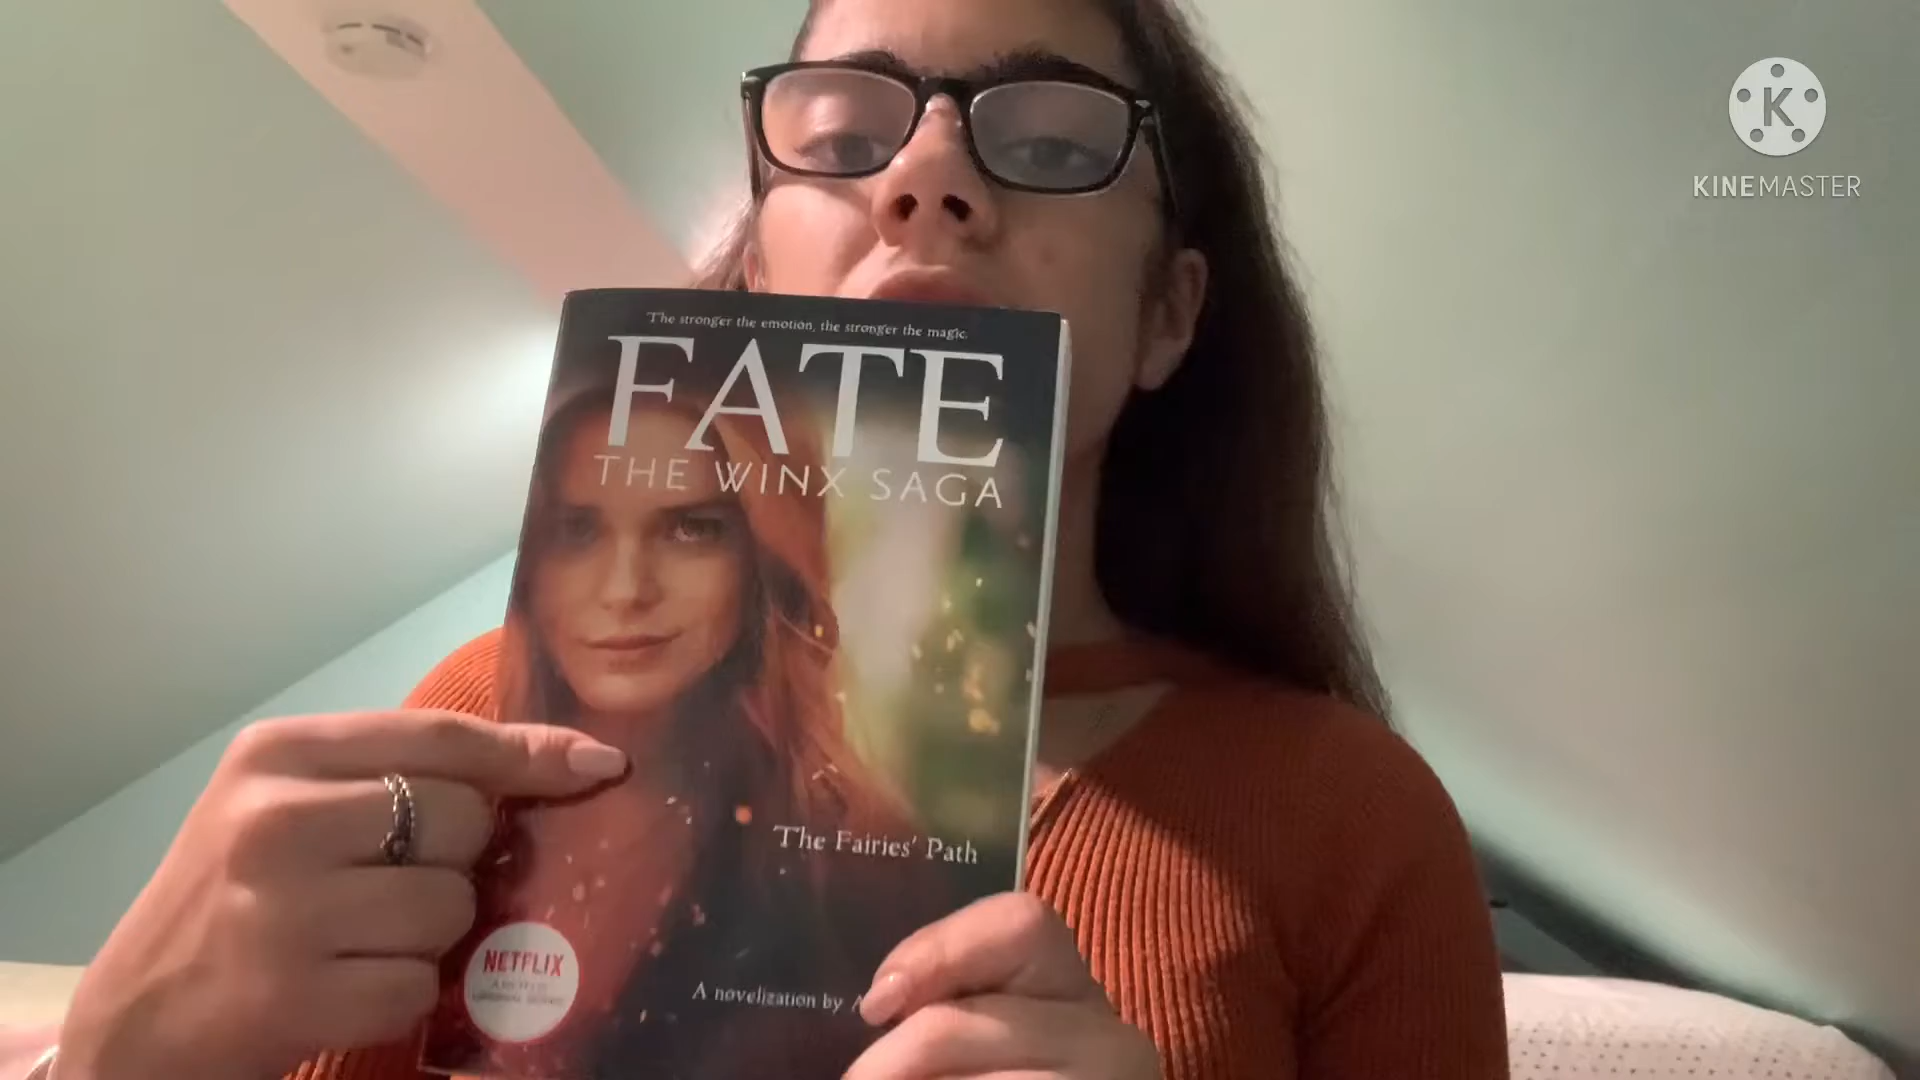 The stronger the emotion, the stronger the magic.
FATE
THE WINX SAGA
The Fairies' Path
NETFLIX
A novelization by
K
KINEMASTER